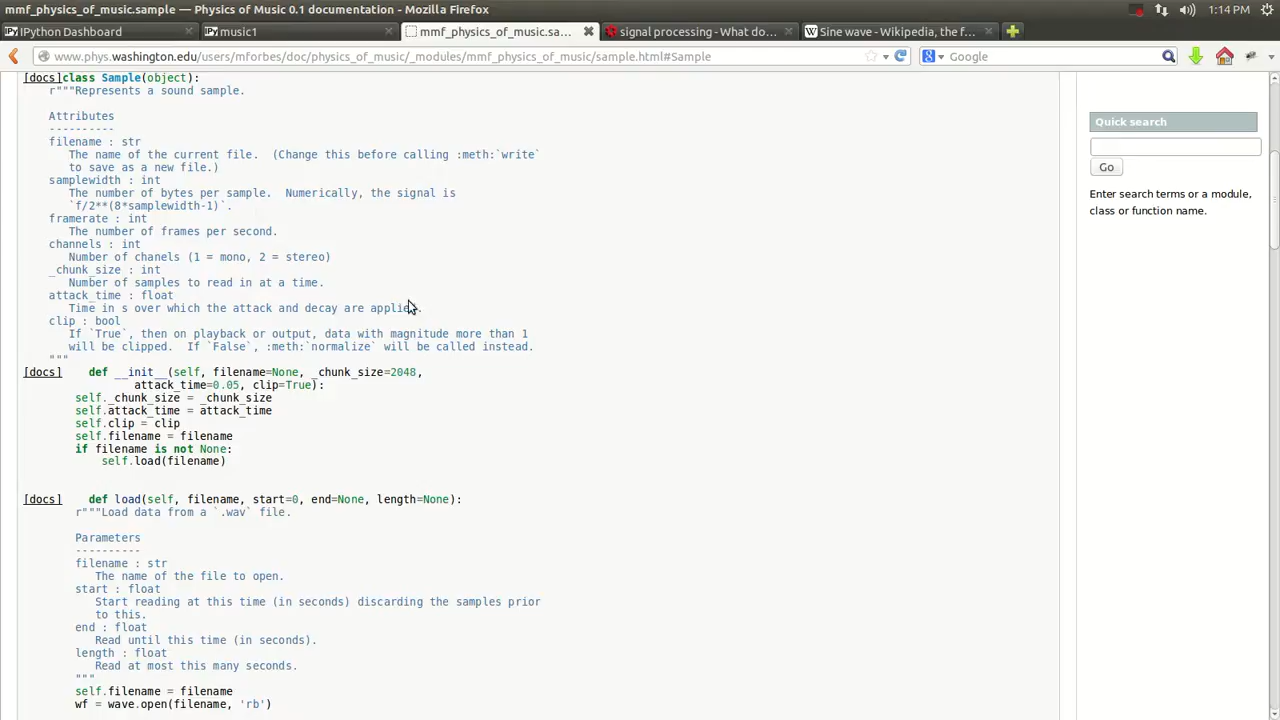 mmf_physics_of_music.sample — Physics of Music 0.1 documentation - Mozilla Firefox
1:14 PM
IPython Dashboard
music1
mmf_physics_of_music.sa...
signal processing - What do...
Sine wave - Wikipedia, the f...
www.phys.washington.edu/users/mforbes/doc/physics_of_music/_modules/mmf_physics_of_music/sample.html#Sample
Google
[docs]class Sample(object):
r"""Represents a sound sample.
Attributes
----------
filename : str
The name of the current file.  (Change this before calling :meth:`write`
to save as a new file.)
samplewidth : int
The number of bytes per sample.  Numerically, the signal is
`f/2**(8*samplewidth-1)`.
framerate : int
The number of frames per second.
channels : int
Number of chanels (1 = mono, 2 = stereo)
_chunk_size : int
Number of samples to read in at a time.
attack_time : float
Time in s over which the attack and decay are applied.
clip : bool
If `True`, then on playback or output, data with magnitude more than 1
will be clipped.  If `False`, :meth:`normalize` will be called instead.
"""
[docs]    def __init__(self, filename=None, _chunk_size=2048,
attack_time=0.05, clip=True):
self._chunk_size = _chunk_size
self.attack_time = attack_time
self.clip = clip
self.filename = filename
if filename is not None:
self.load(filename)
[docs]    def load(self, filename, start=0, end=None, length=None):
r"""Load data from a `.wav` file.
Parameters
----------
filename : str
The name of the file to open.
start : float
Start reading at this time (in seconds) discarding the samples prior
to this.
end : float
Read until this time (in seconds).
length : float
Read at most this many seconds.
"""
self.filename = filename
wf = wave.open(filename, 'rb')
Quick search
Go
Enter search terms or a module,
class or function name.